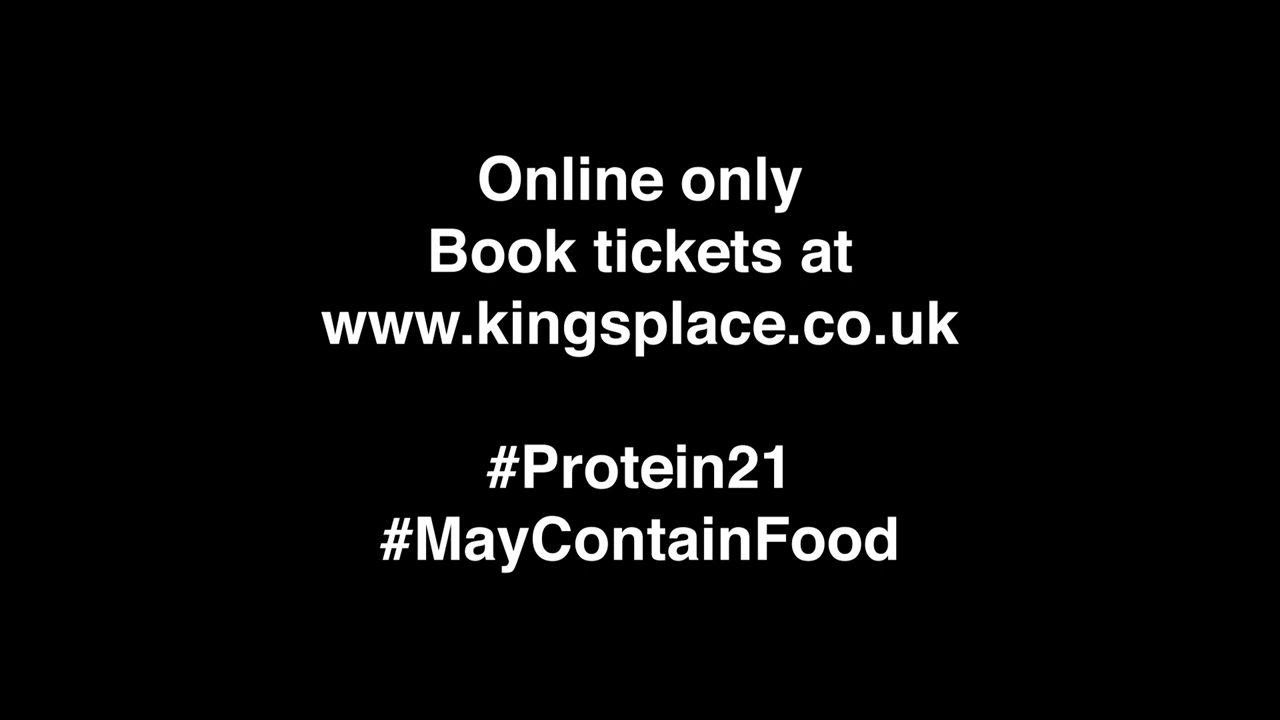 Online only
Book tickets at
www.kingsplace.co.uk
#Protein21
#MayContainFood